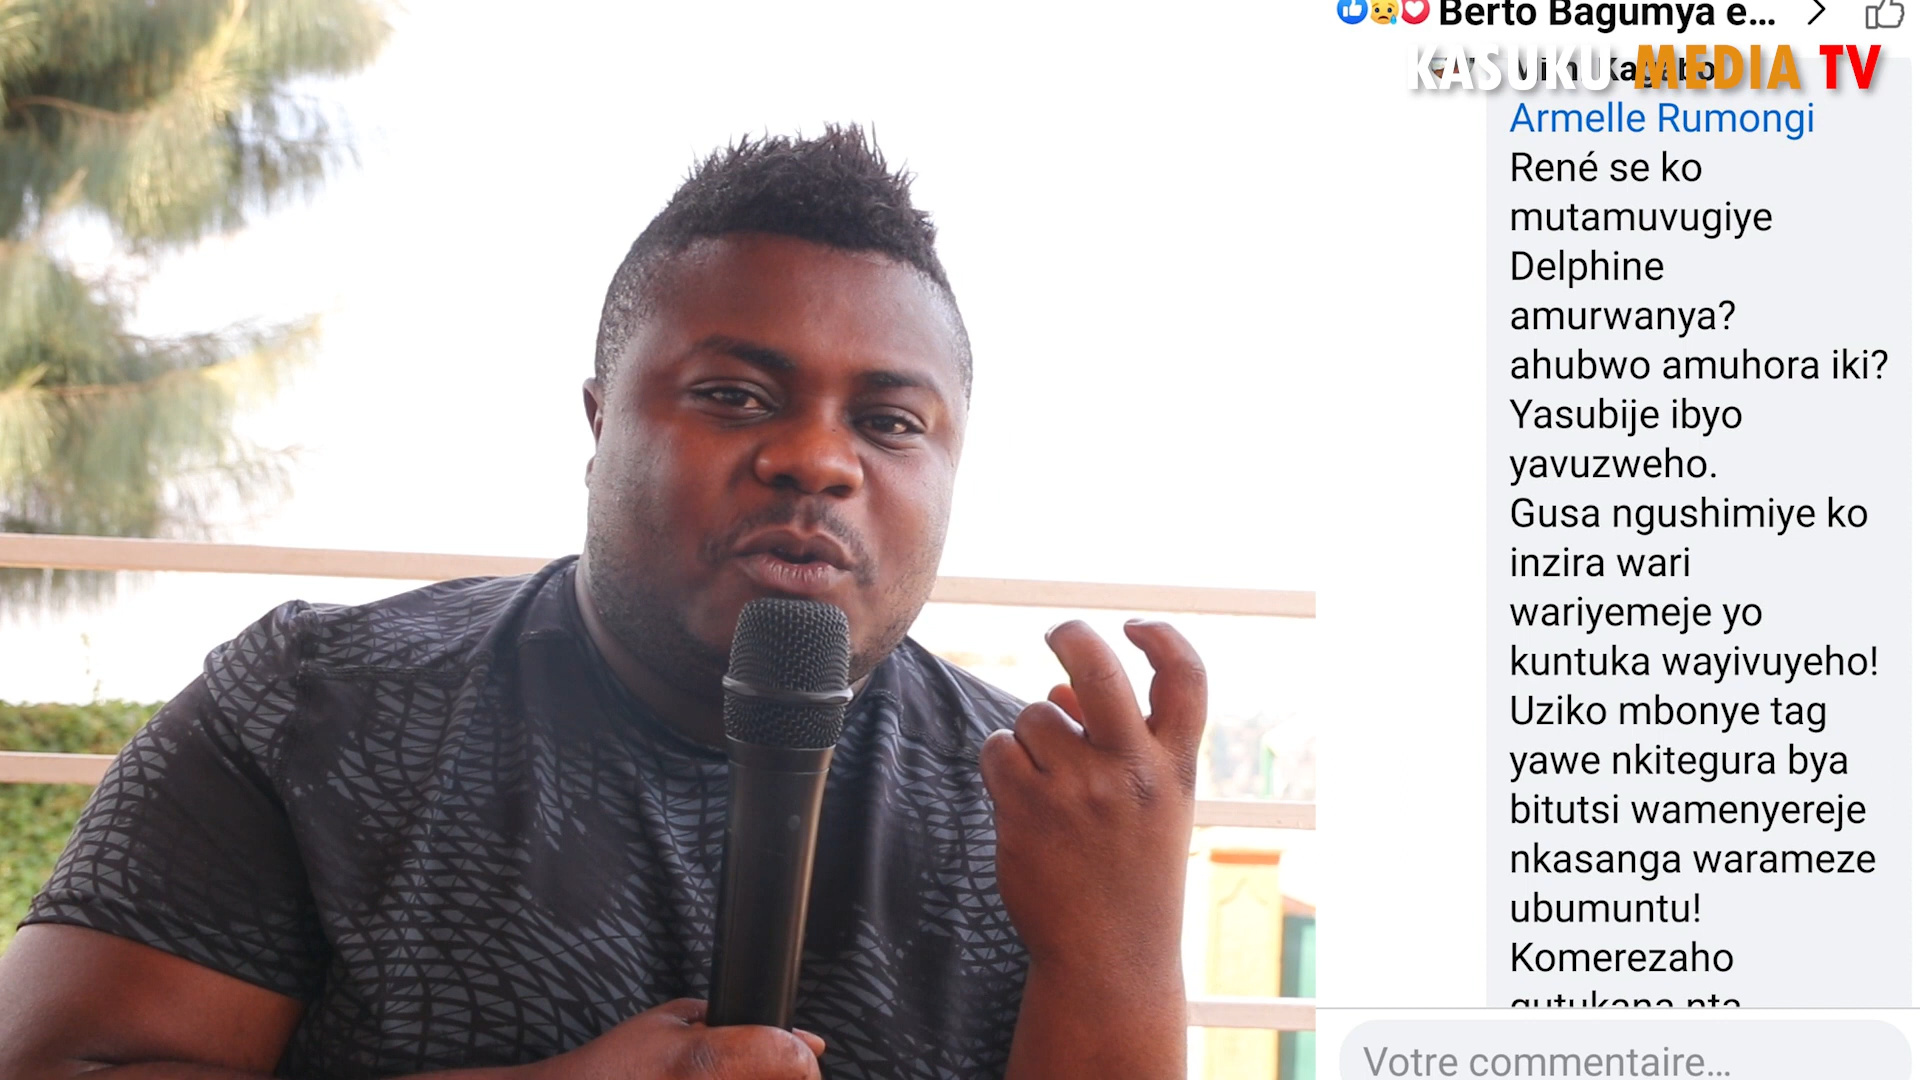 Berto Bagumya e...
KASUKU MEDIA TV
Armelle Rumongi
René se ko
mutamuvugiye
Delphine
amurwanya?
ahubwo amuhora iki?
Yasubije ibyo
yavuzweho.
Gusa ngushimiye ko
inzira wari
wariyemeje yo
kuntuka wayivuyeho!
Uziko mbonye tag
yawe nkitegura bya
bitutsi wamenyereje
nkasanga warameze
ubumuntu!
Komerezaho
gutukana nta
Votre commentaire...